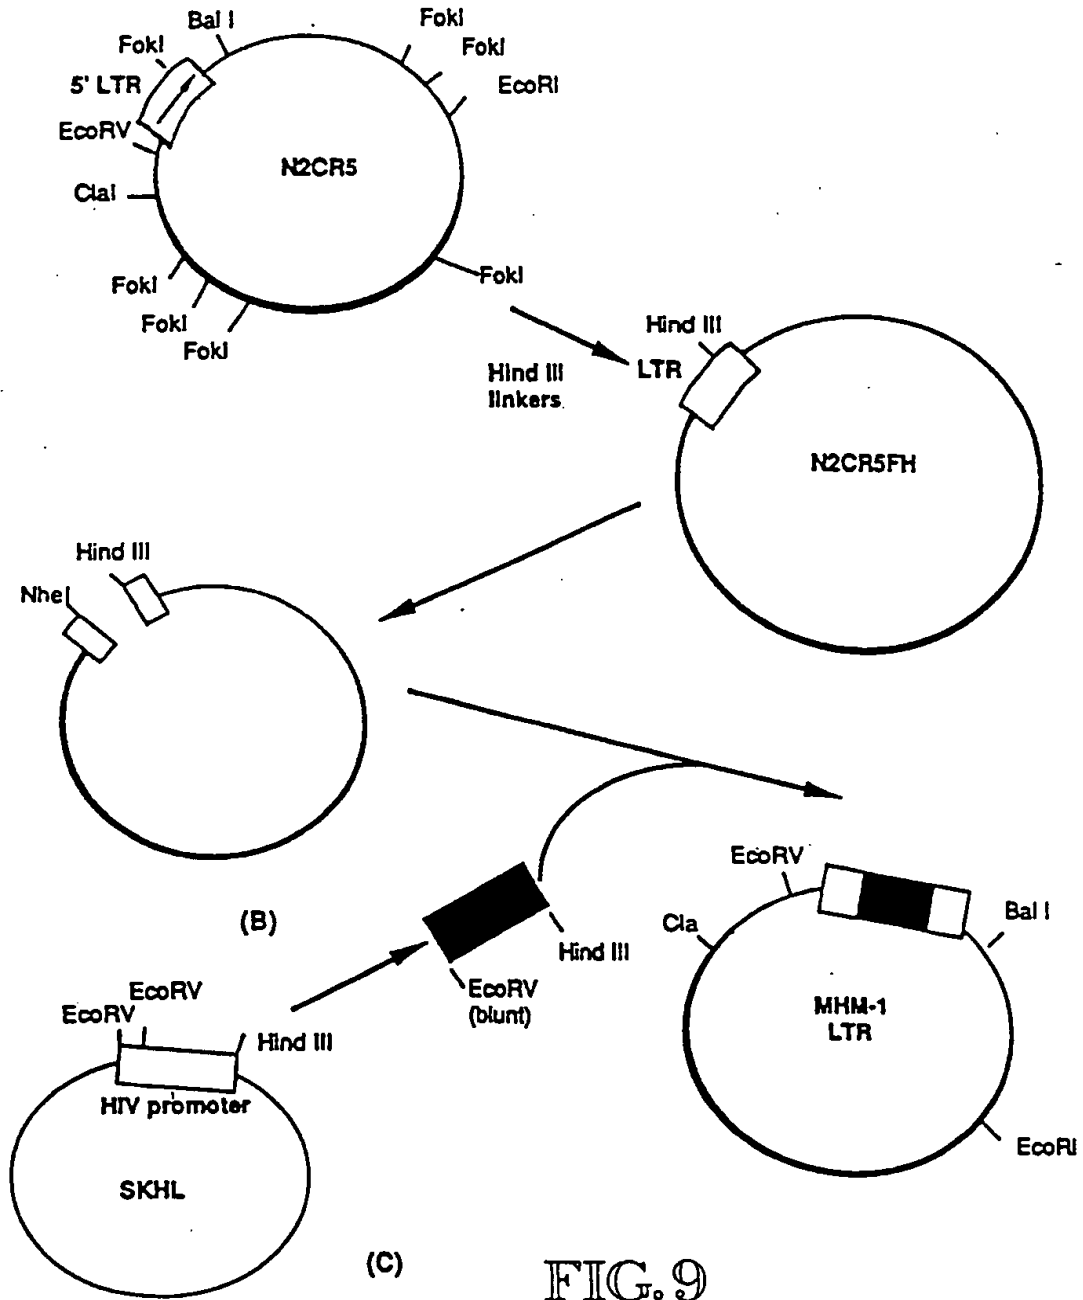 Bal I
FokI
FokI
FokI
5' LTR
EcoRI
EcoRV
N2CR5
ClaI
FokI
FokI
FokI
FokI
Hind III
linkers
Hind III
LTR
N2CR5FH
Hind III
NheI
(B)
EcoRV
Hind III
EcoRV
(blunt)
Cla
Bal I
MHM-1
LTR
EcoRI
EcoRV
EcoRV
Hind III
HIV promoter
SKHL
(C)
FIG. 9